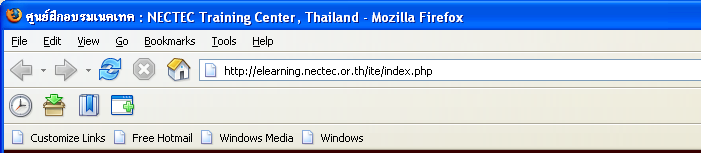 ศูนย์ฝึกอบรมเนคเทค : NECTEC Training Center, Thailand - Mozilla Firefox
File Edit View Go Bookmarks Tools Help
http://elearning.nectec.or.th/ite/index.php
Customize Links Free Hotmail Windows Media Windows